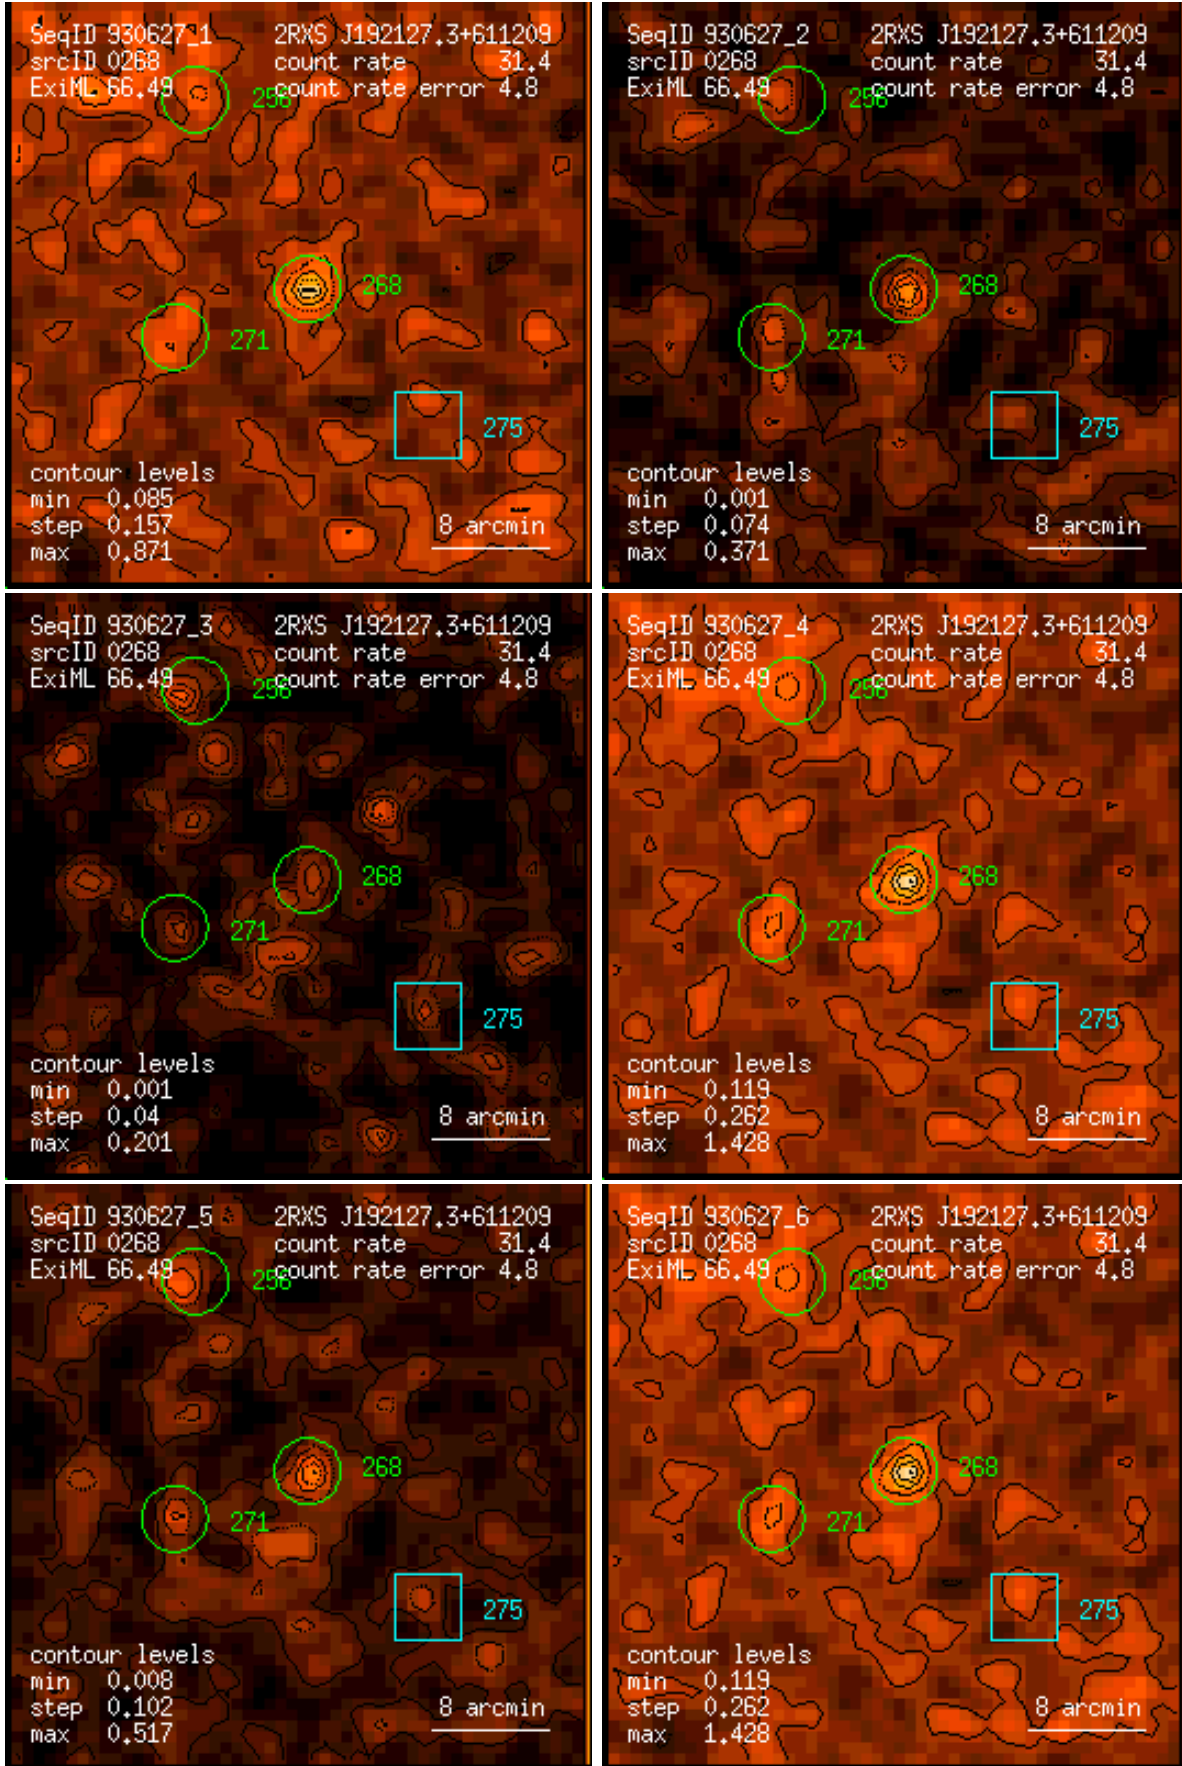 SeqID 930627_1 2RXS J192127.3+611209
srcID 0268 count rate 31.4
ExiML 66.49 count rate error 4.8
256
268
271
275
contour levels
min 0.085
step 0.157
max 0.871
8 arcmin
SeqID 930627_2 2RXS J192127.3+611209
srcID 0268 count rate 31.4
ExiML 66.49 count rate error 4.8
256
268
271
275
contour levels
min 0.001
step 0.074
max 0.371
8 arcmin
SeqID 930627_3 2RXS J192127.3+611209
srcID 0268 count rate 31.4
ExiML 66.49 count rate error 4.8
256
268
271
275
contour levels
min 0.001
step 0.04
max 0.201
8 arcmin
SeqID 930627_4 2RXS J192127.3+611209
srcID 0268 count rate 31.4
ExiML 66.49 count rate error 4.8
256
268
271
275
contour levels
min 0.119
step 0.262
max 1.428
8 arcmin
SeqID 930627_5 2RXS J192127.3+611209
srcID 0268 count rate 31.4
ExiML 66.49 count rate error 4.8
256
268
271
275
contour levels
min 0.008
step 0.102
max 0.517
8 arcmin
SeqID 930627_6 2RXS J192127.3+611209
srcID 0268 count rate 31.4
ExiML 66.49 count rate error 4.8
256
268
271
275
contour levels
min 0.119
step 0.262
max 1.428
8 arcmin